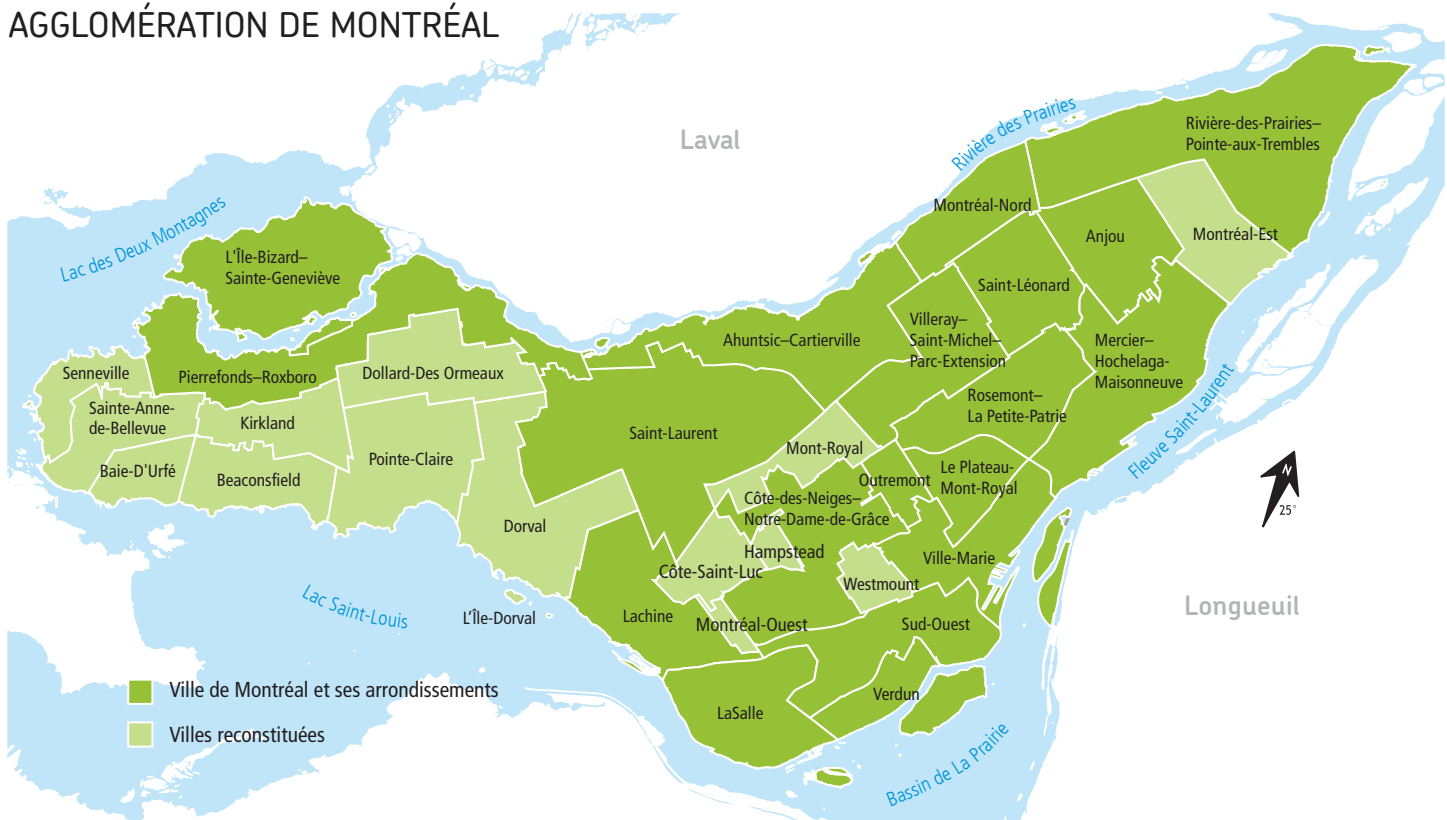 AGGLOMÉRATION DE MONTRÉAL
Laval
Rivière des Prairies
Rivière-des-Prairies–
Pointe-aux-Trembles
Montréal-Nord
Lac des Deux Montagnes
Anjou
Montréal-Est
L'Île-Bizard–
Sainte-Geneviève
Saint-Léonard
Ahuntsic–Cartierville
Villeray–
Saint-Michel–
Parc-Extension
Mercier–
Hochelaga-
Maisonneuve
Senneville
Pierrefonds–Roxboro
Dollard-Des Ormeaux
Sainte-Anne-
de-Bellevue
Kirkland
Rosemont–
La Petite-Patrie
Saint-Laurent
Mont-Royal
Fleuve Saint-Laurent
Baie-D'Urfé
Beaconsfield
Pointe-Claire
Outremont
Le Plateau-
Mont-Royal
N
25°
Côte-des-Neiges–
Notre-Dame-de-Grâce
Dorval
Hampstead
Ville-Marie
Côte-Saint-Luc
Westmount
Lac Saint-Louis
L'Île-Dorval
Lachine
Montréal-Ouest
Sud-Ouest
Longueuil
Ville de Montréal et ses arrondissements
Verdun
LaSalle
Villes reconstituées
Bassin de La Prairie